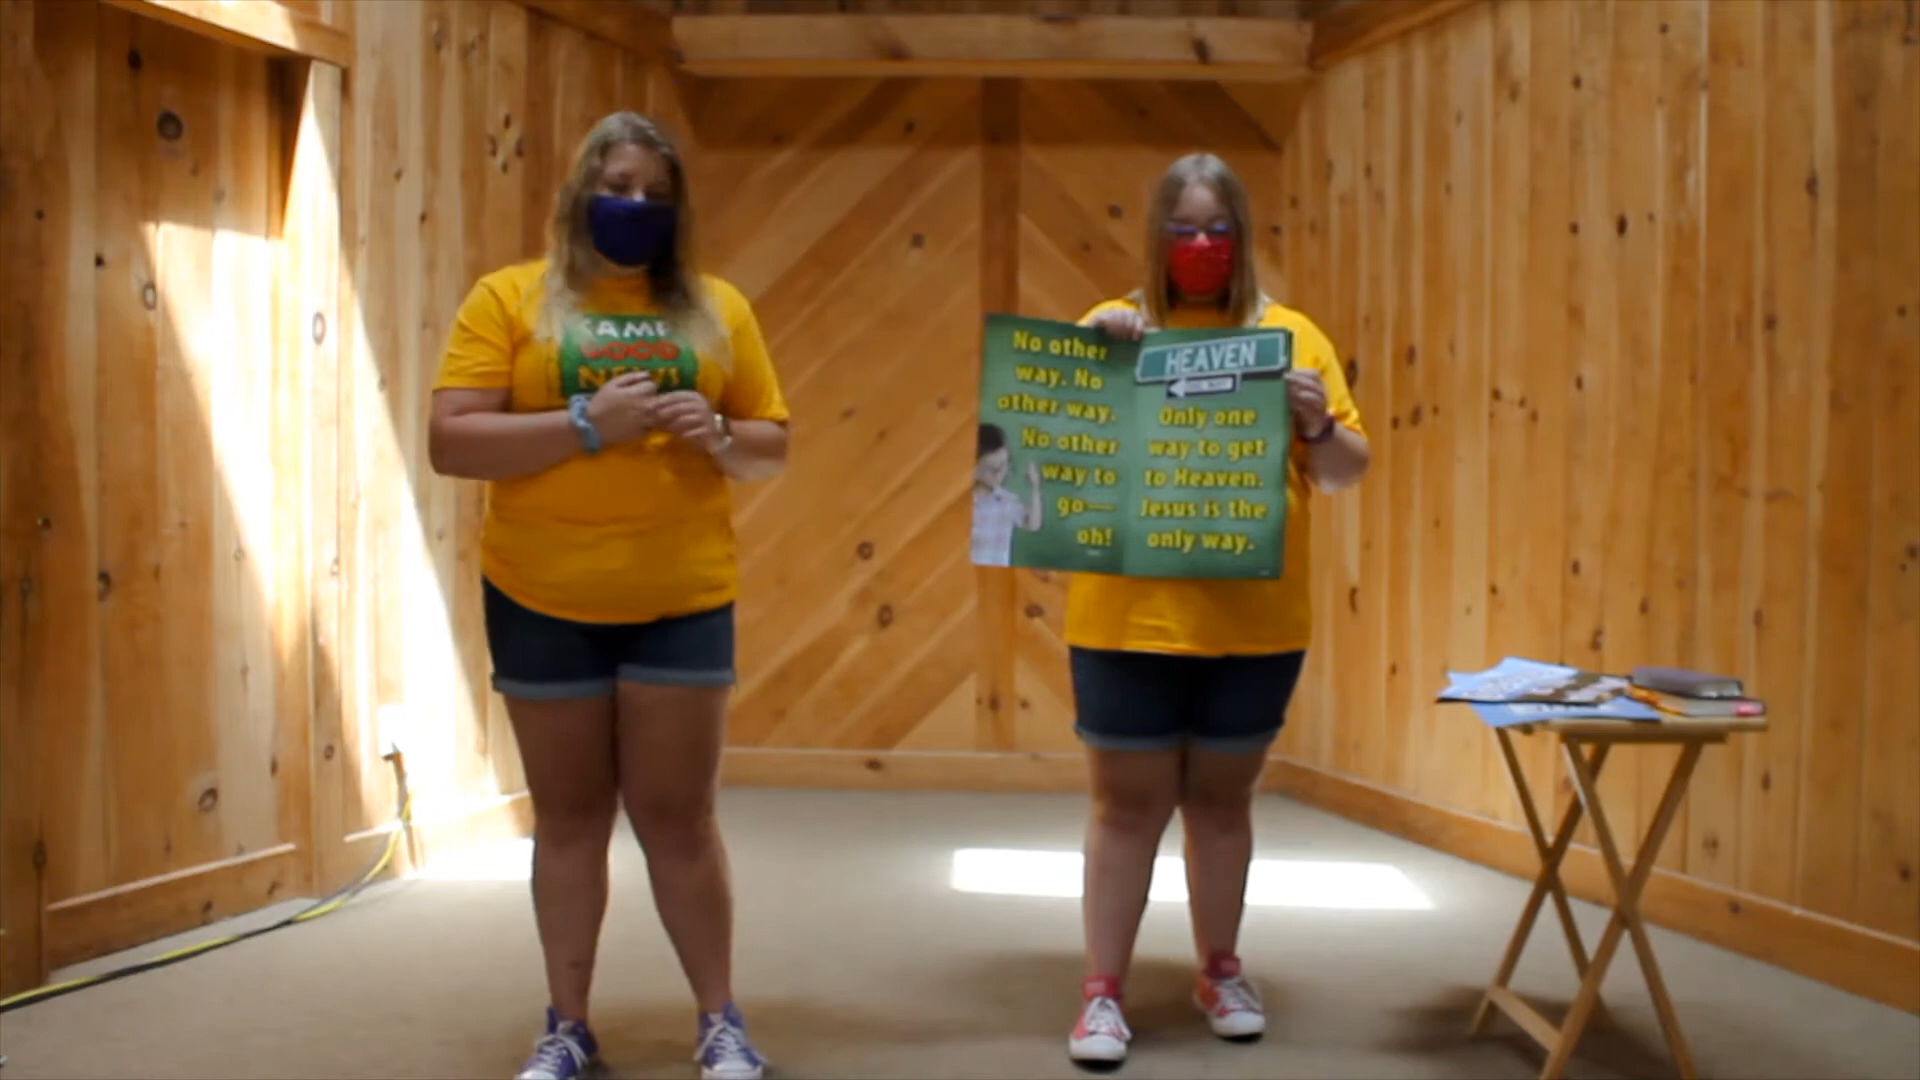 CAMP
GOOD
NEWS
No other
way. No
other way.
No other
way to
go—
oh!
HEAVEN
Only one
way to get
to Heaven.
Jesus is the
only way.